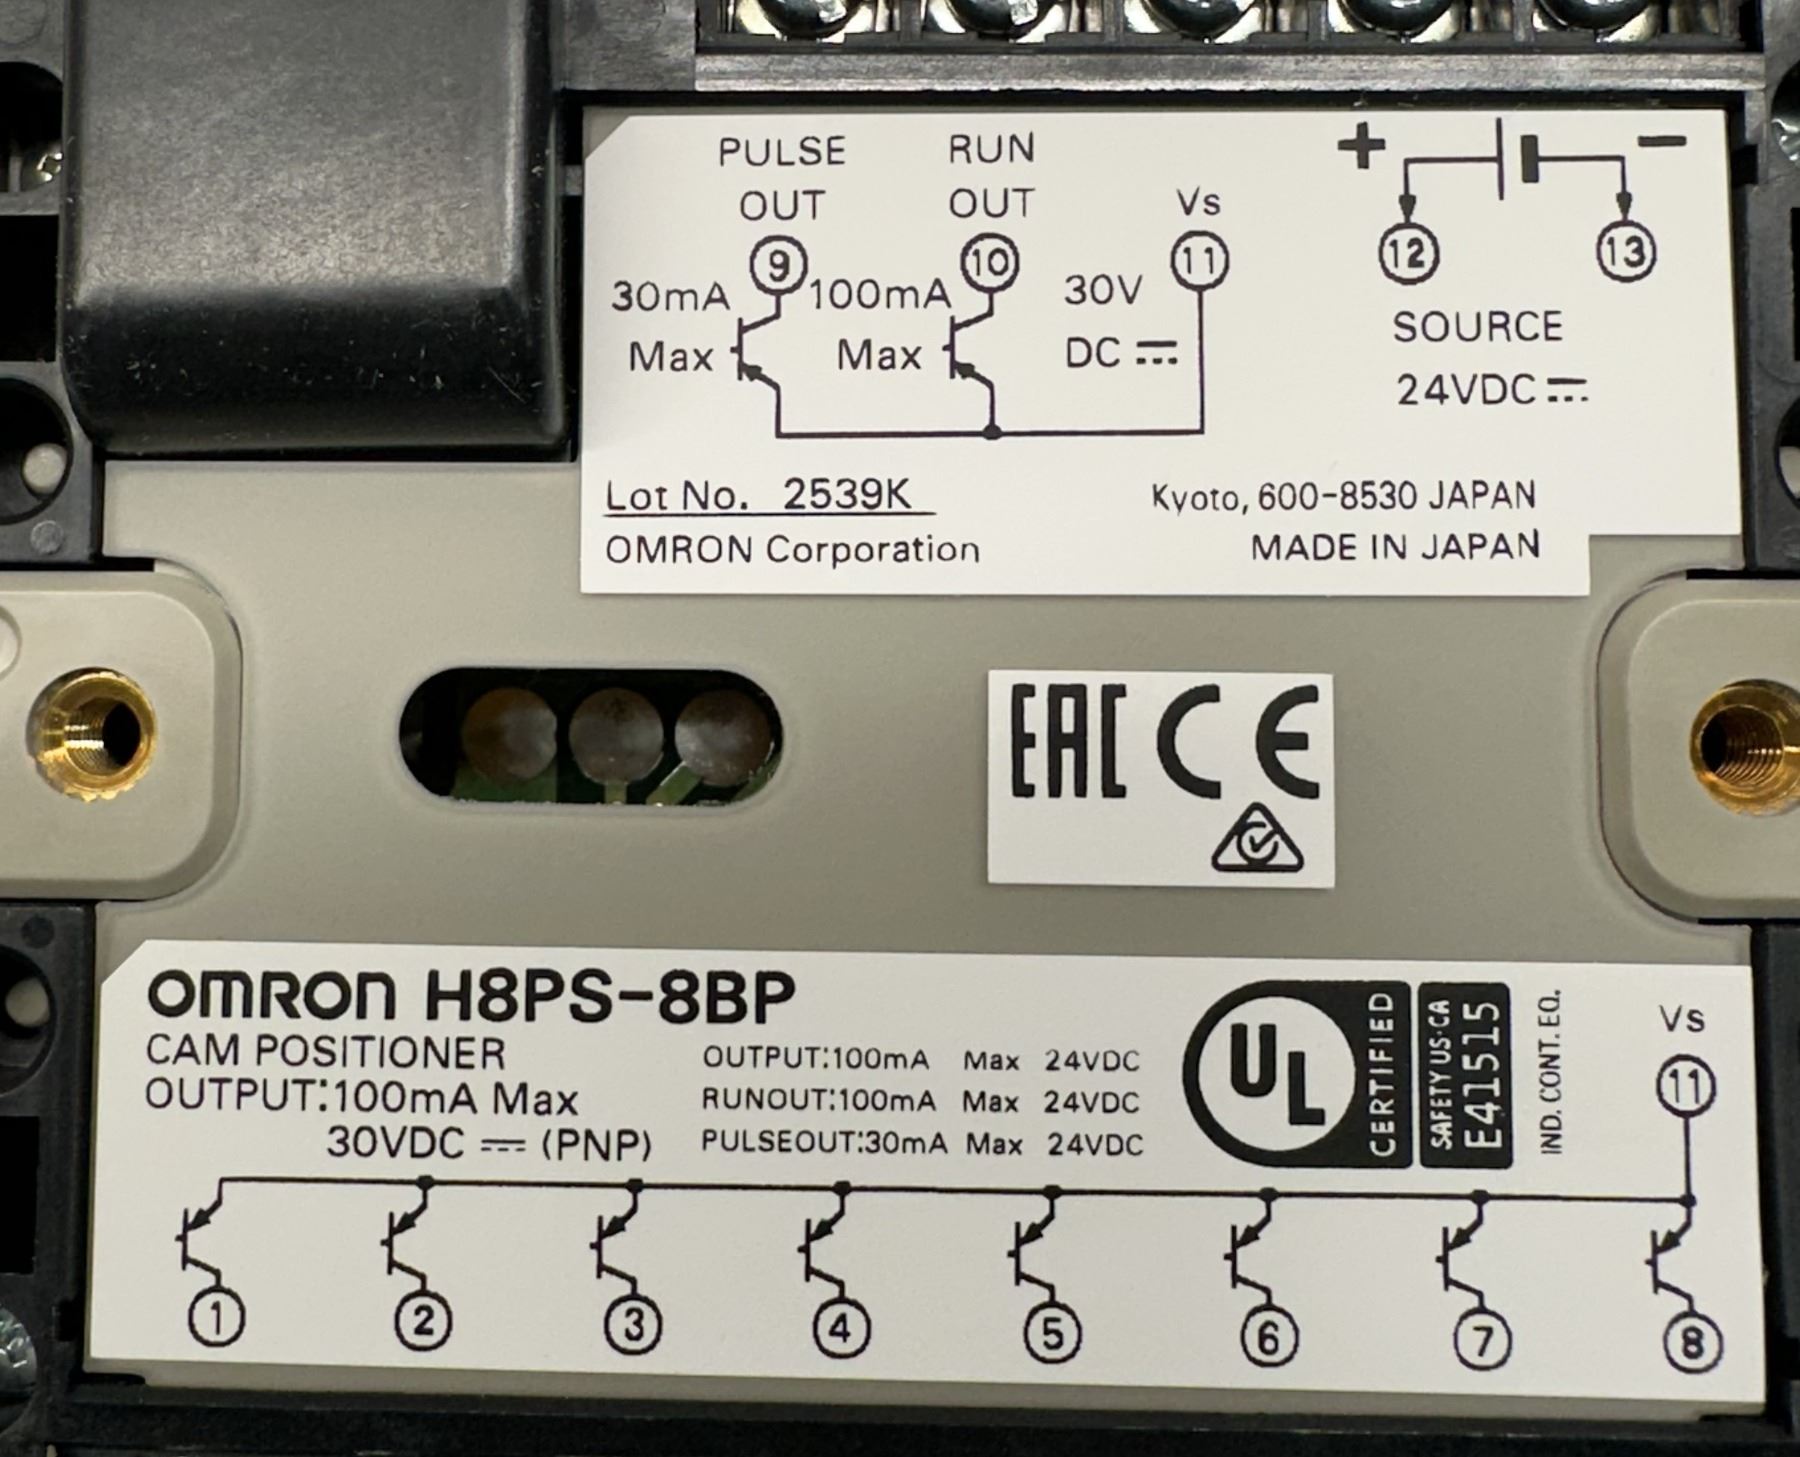 PULSE OUT
RUN OUT
Vs
+
−
9
10
11
12
13
30mA Max
100mA Max
30V DC
SOURCE
24VDC
Lot No. 2539K
Kyoto, 600-8530 JAPAN
OMRON Corporation
MADE IN JAPAN
EAC CE
OMRON H8PS-8BP
CAM POSITIONER
OUTPUT:100mA Max
30VDC (PNP)
OUTPUT:100mA Max 24VDC
RUNOUT:100mA Max 24VDC
PULSEOUT:30mA Max 24VDC
UL
CERTIFIED
SAFETY US·CA
E41515
IND. CONT. EQ.
Vs
11
1 2 3 4 5 6 7 8